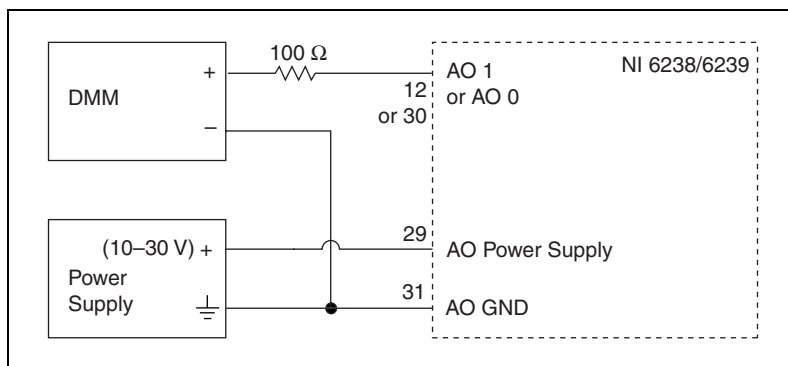 100 Ω
+
AO 1
NI 6238/6239
DMM
12
or AO 0
or 30
–
29
(10–30 V) +
AO Power Supply
Power
Supply
31
AO GND